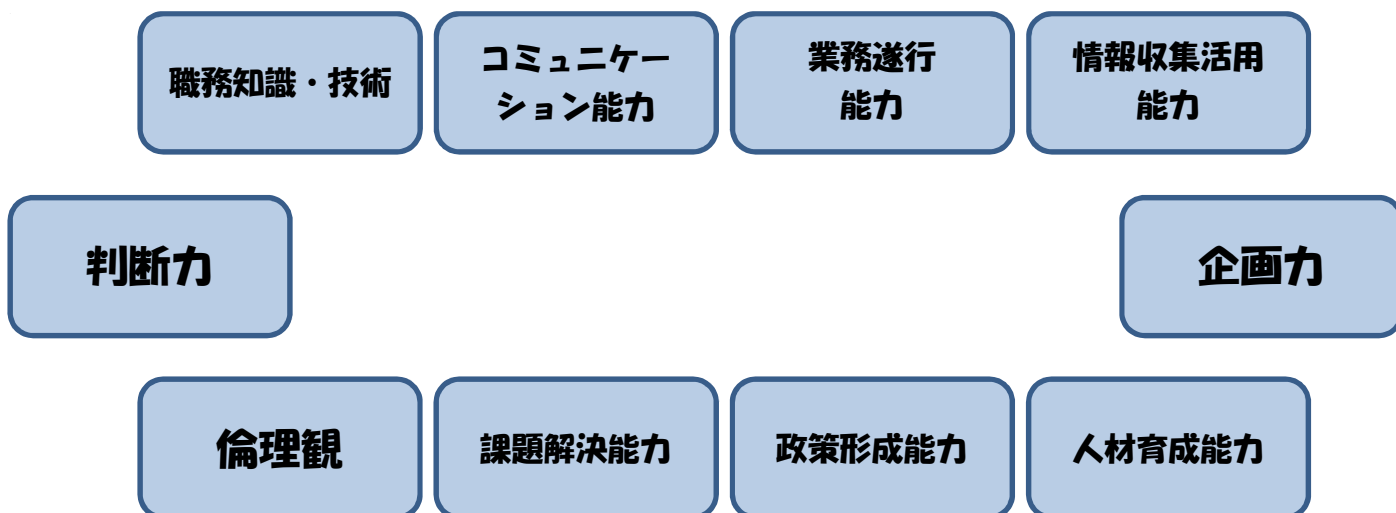 職務知識・技術
コミュニケー
ション能力
業務遂行
能力
情報収集活用
能力
判断力
企画力
倫理観
課題解決能力
政策形成能力
人材育成能力